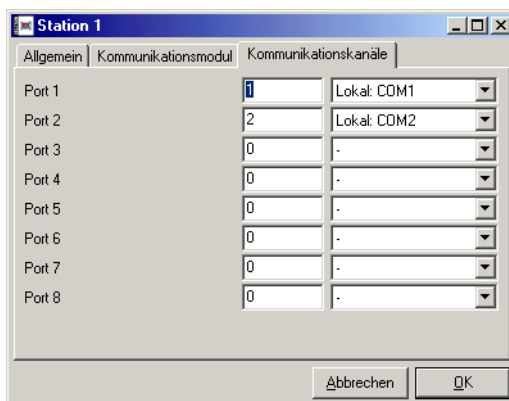 Station 1
Allgemein Kommunikationsmodul Kommunikationskanäle
Port 1 1 Lokal: COM1
Port 2 2 Lokal: COM2
Port 3 0 -
Port 4 0 -
Port 5 0 -
Port 6 0 -
Port 7 0 -
Port 8 0 -
Abbrechen OK